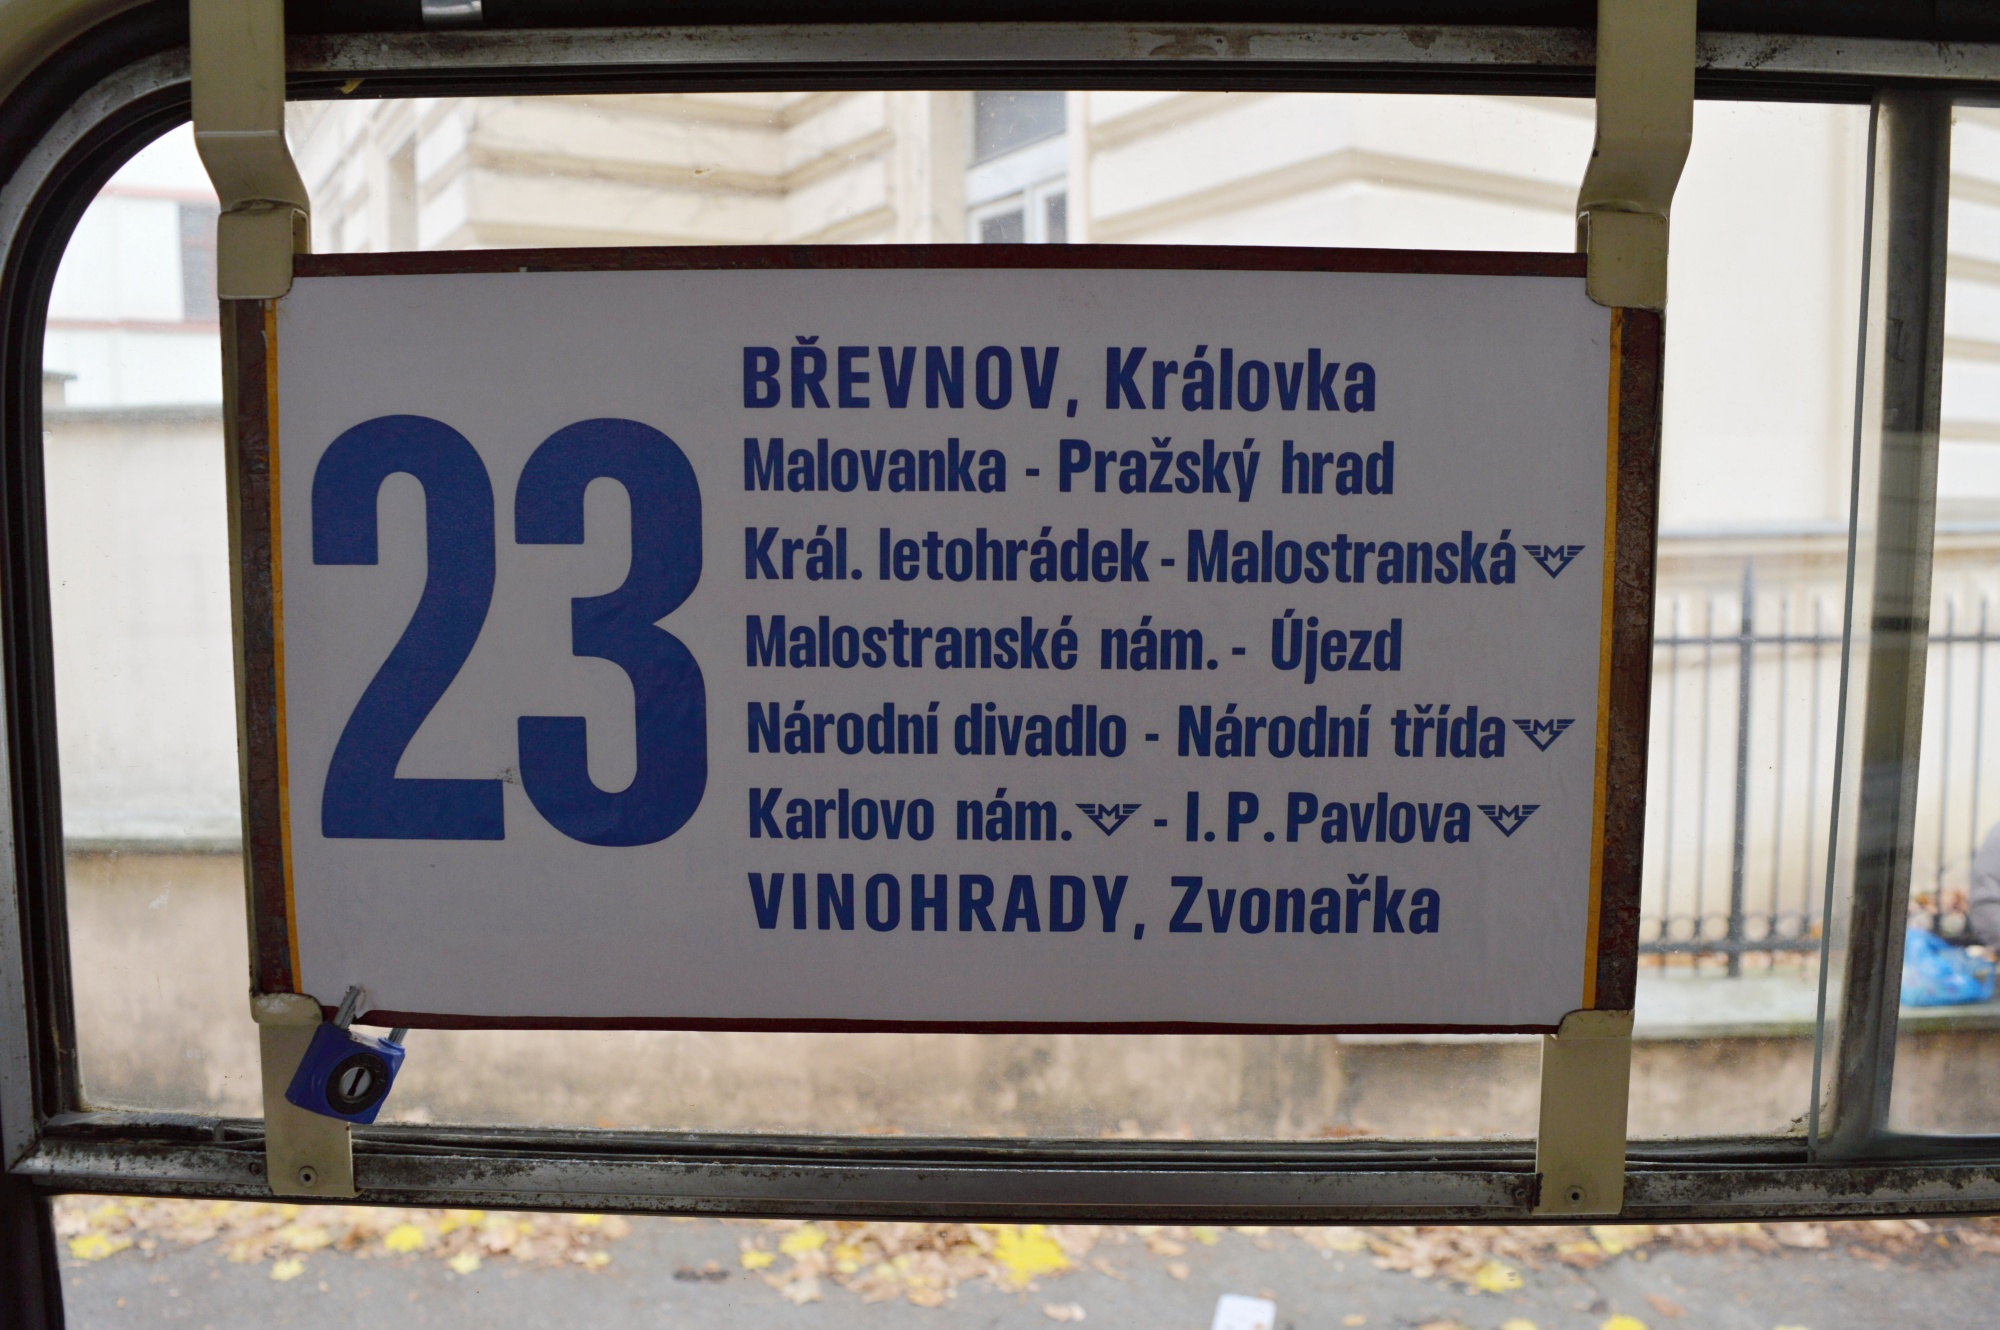 23
BŘEVNOV, Královka
Malovanka - Pražský hrad
Král. letohrádek - Malostranská M
Malostranské nám. - Újezd
Národní divadlo - Národní třída M
Karlovo nám. M - I. P. Pavlova M
VINOHRADY, Zvonařka